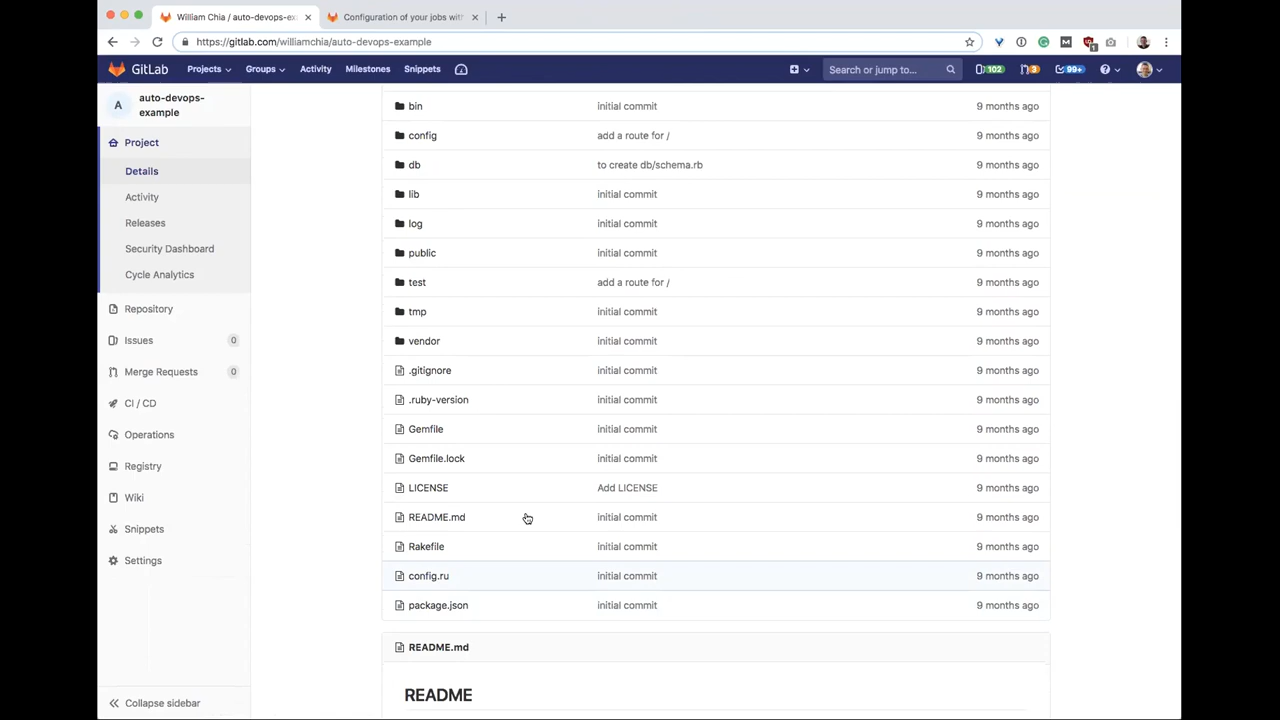 William Chia / auto-devops-ex
Configuration of your jobs wit
https://gitlab.com/williamchia/auto-devops-example
1
GitLab
Projects
Groups
Activity
Milestones
Snippets
Search or jump to...
102
3
99+
A
auto-devops-
example
Project
Details
Activity
Releases
Security Dashboard
Cycle Analytics
Repository
Issues
0
Merge Requests
0
CI / CD
Operations
Registry
Wiki
Snippets
Settings
Collapse sidebar
bin initial commit 9 months ago
config add a route for / 9 months ago
db to create db/schema.rb 9 months ago
lib initial commit 9 months ago
log initial commit 9 months ago
public initial commit 9 months ago
test add a route for / 9 months ago
tmp initial commit 9 months ago
vendor initial commit 9 months ago
.gitignore initial commit 9 months ago
.ruby-version initial commit 9 months ago
Gemfile initial commit 9 months ago
Gemfile.lock initial commit 9 months ago
LICENSE Add LICENSE 9 months ago
README.md initial commit 9 months ago
Rakefile initial commit 9 months ago
config.ru initial commit 9 months ago
package.json initial commit 9 months ago
README.md
README